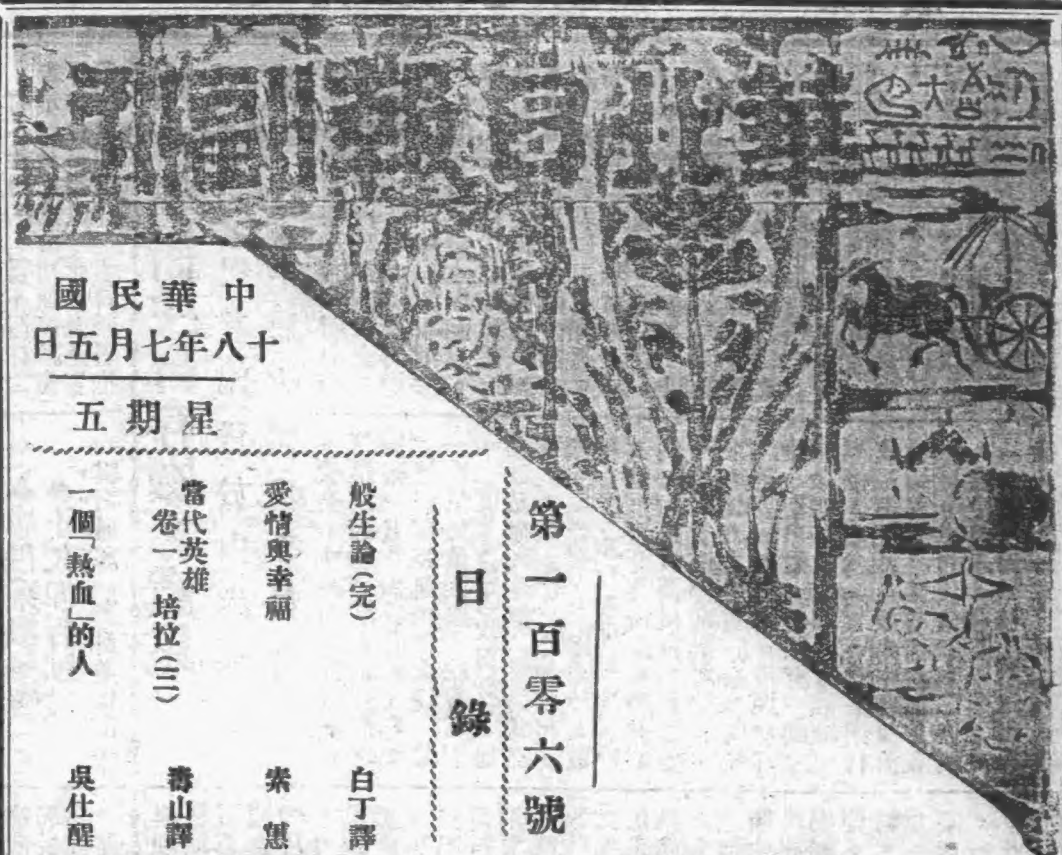 華北日報副刊
中華民國
十八年七月五日
星期五
第一百零六號
目錄
般生論(完) 白丁譯
愛情與幸福
當代英雄
卷一 培拉 壽山譯
一個「熱血」的人 吳仕醒